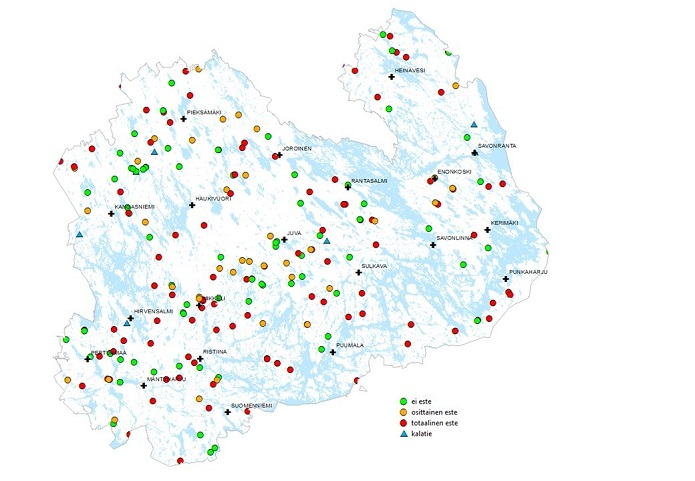 HEINÄVESI
PIEKSÄMÄKI
SAVONRANTA
JOROINEN
ENONKOSKI
RANTASALMI
HAUKIVUORI
KANGASNIEMI
KERIMÄKI
JUVA
SAVONLINNA
SULKAVA
PUNKAHARJU
HIRVENSALMI
PUUMALA
RISTIINA
MÄNTYHARJU
SUOMENNIEMI
ei este
osittainen este
totaalinen este
kalatie